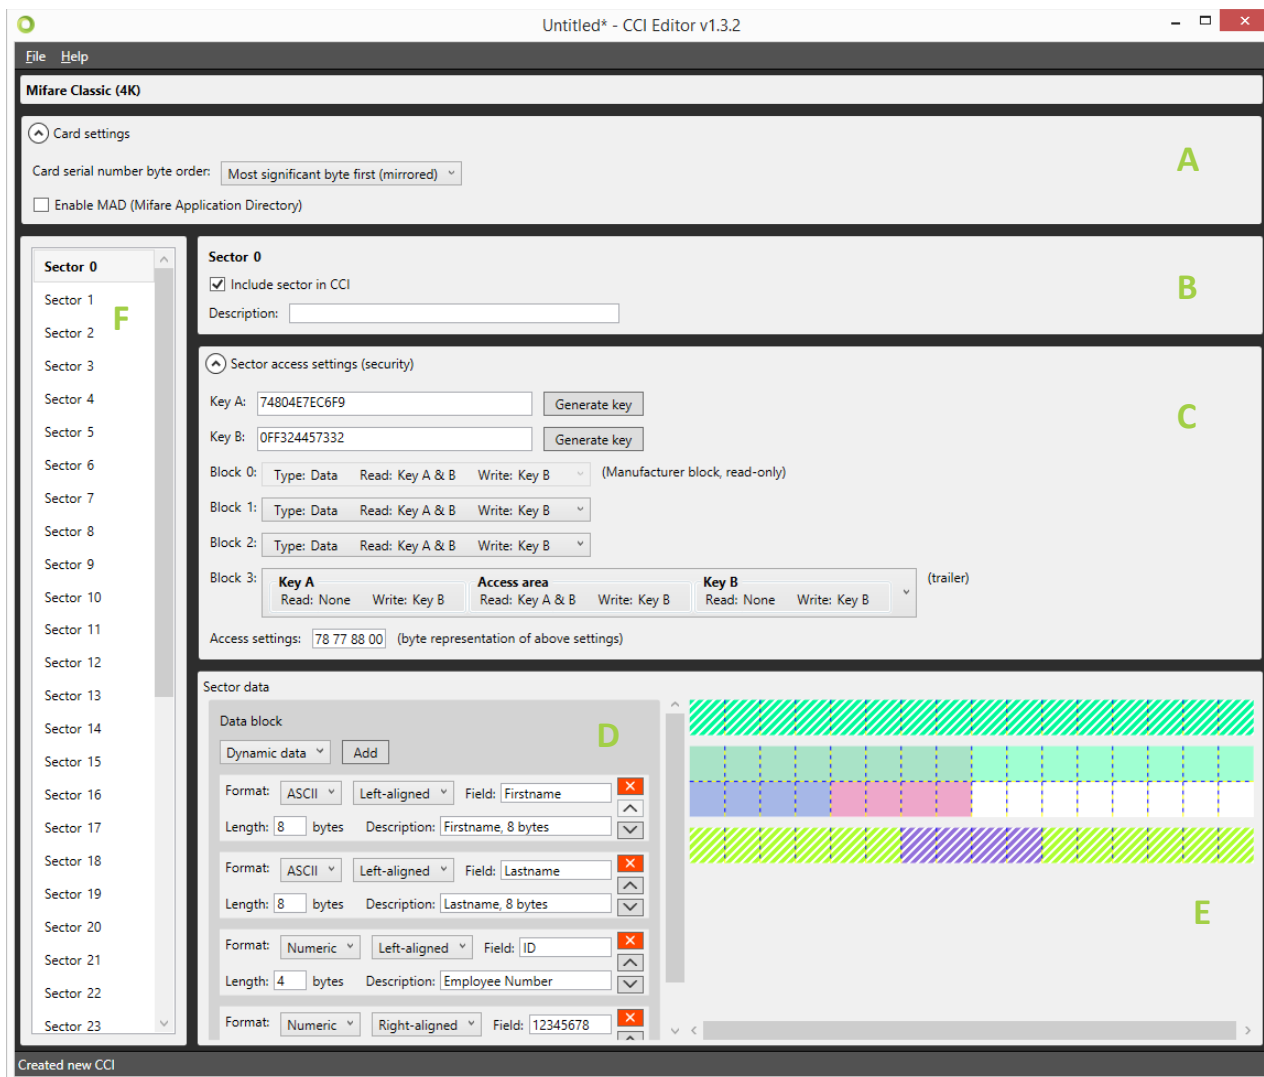 Untitled* - CCI Editor v1.3.2
File Help
Mifare Classic (4K)
Card settings
A
Card serial number byte order: Most significant byte first (mirrored)
Enable MAD (Mifare Application Directory)
Sector 0
Sector 1
Sector 2
Sector 3
Sector 4
Sector 5
Sector 6
Sector 7
Sector 8
Sector 9
Sector 10
Sector 11
Sector 12
Sector 13
Sector 14
Sector 15
Sector 16
Sector 17
Sector 18
Sector 19
Sector 20
Sector 21
Sector 22
Sector 23
F
Sector 0
Include sector in CCI
B
Description:
Sector access settings (security)
Key A: 74804E7EC6F9 Generate key
C
Key B: 0FF324457332 Generate key
Block 0: Type: Data Read: Key A & B Write: Key B (Manufacturer block, read-only)
Block 1: Type: Data Read: Key A & B Write: Key B
Block 2: Type: Data Read: Key A & B Write: Key B
Block 3: Key A Access area Key B (trailer)
Read: None Write: Key B Read: Key A & B Write: Key B Read: None Write: Key B
Access settings: 78 77 88 00 (byte representation of above settings)
Sector data
Data block
D
Dynamic data Add
Format: ASCII Left-aligned Field: Firstname
Length: 8 bytes Description: Firstname, 8 bytes
Format: ASCII Left-aligned Field: Lastname
Length: 8 bytes Description: Lastname, 8 bytes
Format: Numeric Left-aligned Field: ID
Length: 4 bytes Description: Employee Number
Format: Numeric Right-aligned Field: 12345678
E
Created new CCI